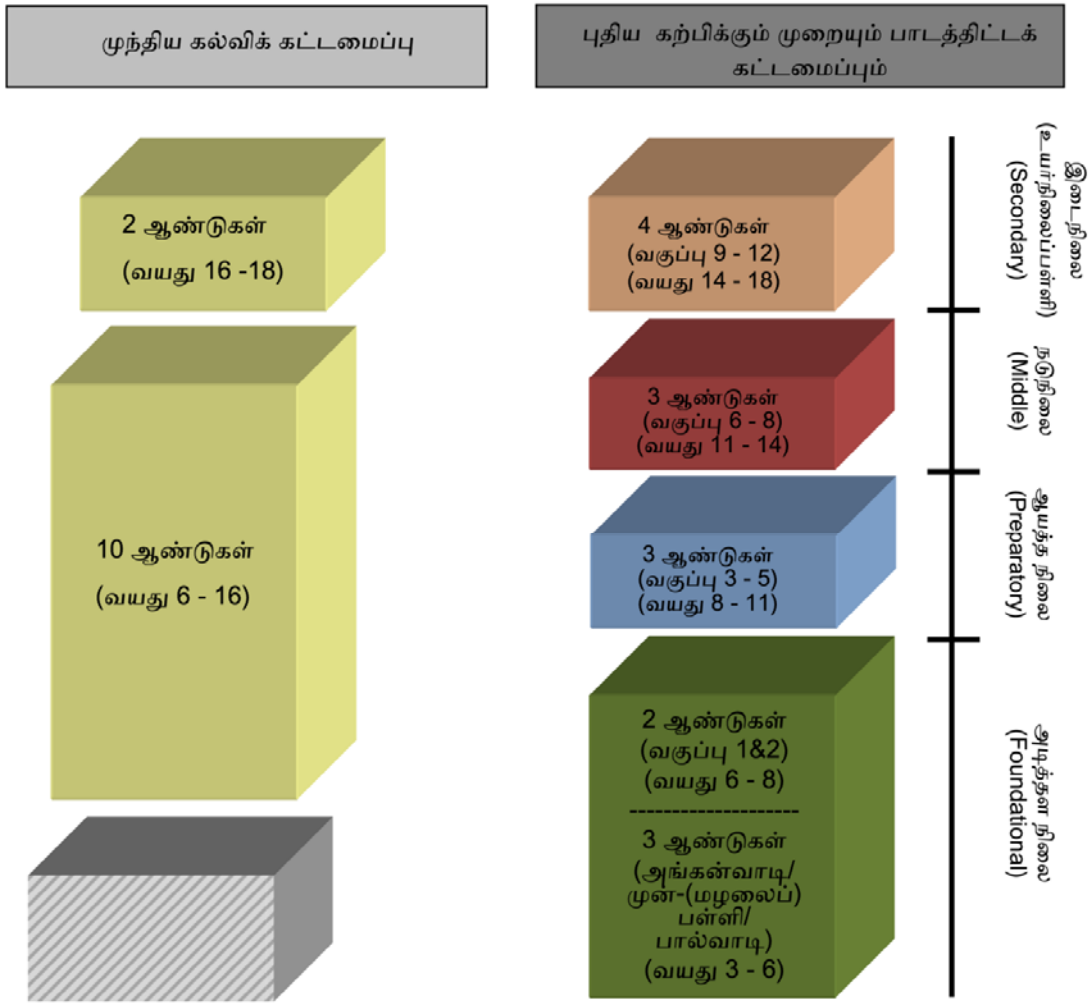 முந்திய கல்விக் கட்டமைப்பு
புதிய கற்பிக்கும் முறையும் பாடத்திட்டக்
கட்டமைப்பும்
2 ஆண்டுகள்
(வயது 16 -18)
10 ஆண்டுகள்
(வயது 6 - 16)
4 ஆண்டுகள்
(வகுப்பு 9 - 12)
(வயது 14 - 18)
இடைநிலை
(உயர்நிலைப்பள்ளி)
(Secondary)
3 ஆண்டுகள்
(வகுப்பு 6 - 8)
(வயது 11 - 14)
நடுநிலை
(Middle)
3 ஆண்டுகள்
(வகுப்பு 3 - 5)
(வயது 8 - 11)
ஆயத்த நிலை
(Preparatory)
2 ஆண்டுகள்
(வகுப்பு 1&2)
(வயது 6 - 8)
--------------------
3 ஆண்டுகள்
(அங்கன்வாடி/
முன்-(மழலைப்)
பள்ளி/
பால்வாடி)
(வயது 3 - 6)
அடித்தள நிலை
(Foundational)